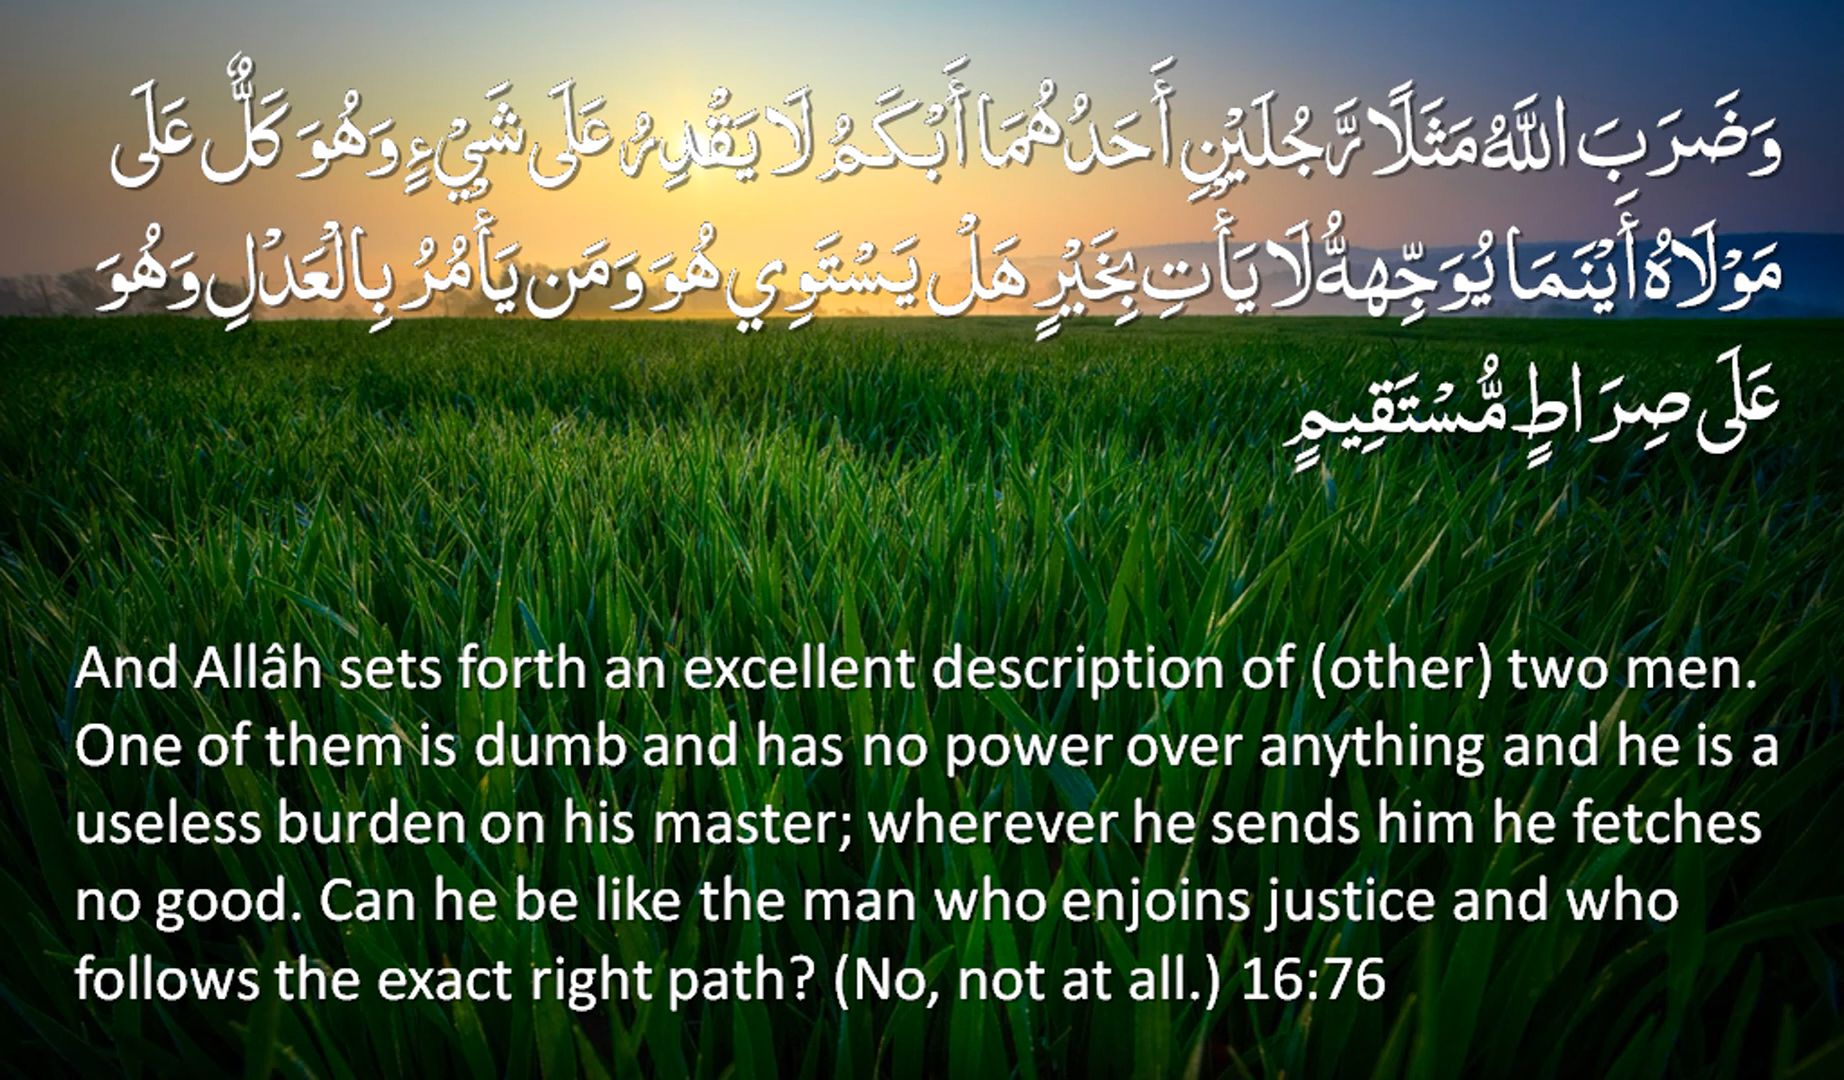 وَضَرَبَ اللَّهُ مَثَلًا رَّجُلَيْنِ أَحَدُهُمَا أَبْكَمُ لَا يَقْدِرُ عَلَى شَيْءٍ وَهُوَ كَلٌّ عَلَى
مَوْلَاهُ أَيْنَمَا يُوَجِّههُّ لَا يَأْتِ بِخَيْرٍ هَلْ يَسْتَوِي هُوَ وَمَن يَأْمُرُ بِالْعَدْلِ وَهُوَ
عَلَى صِرَاطٍ مُّسْتَقِيمٍ
And Allâh sets forth an excellent description of (other) two men.
One of them is dumb and has no power over anything and he is a
useless burden on his master; wherever he sends him he fetches
no good. Can he be like the man who enjoins justice and who
follows the exact right path? (No, not at all.) 16:76